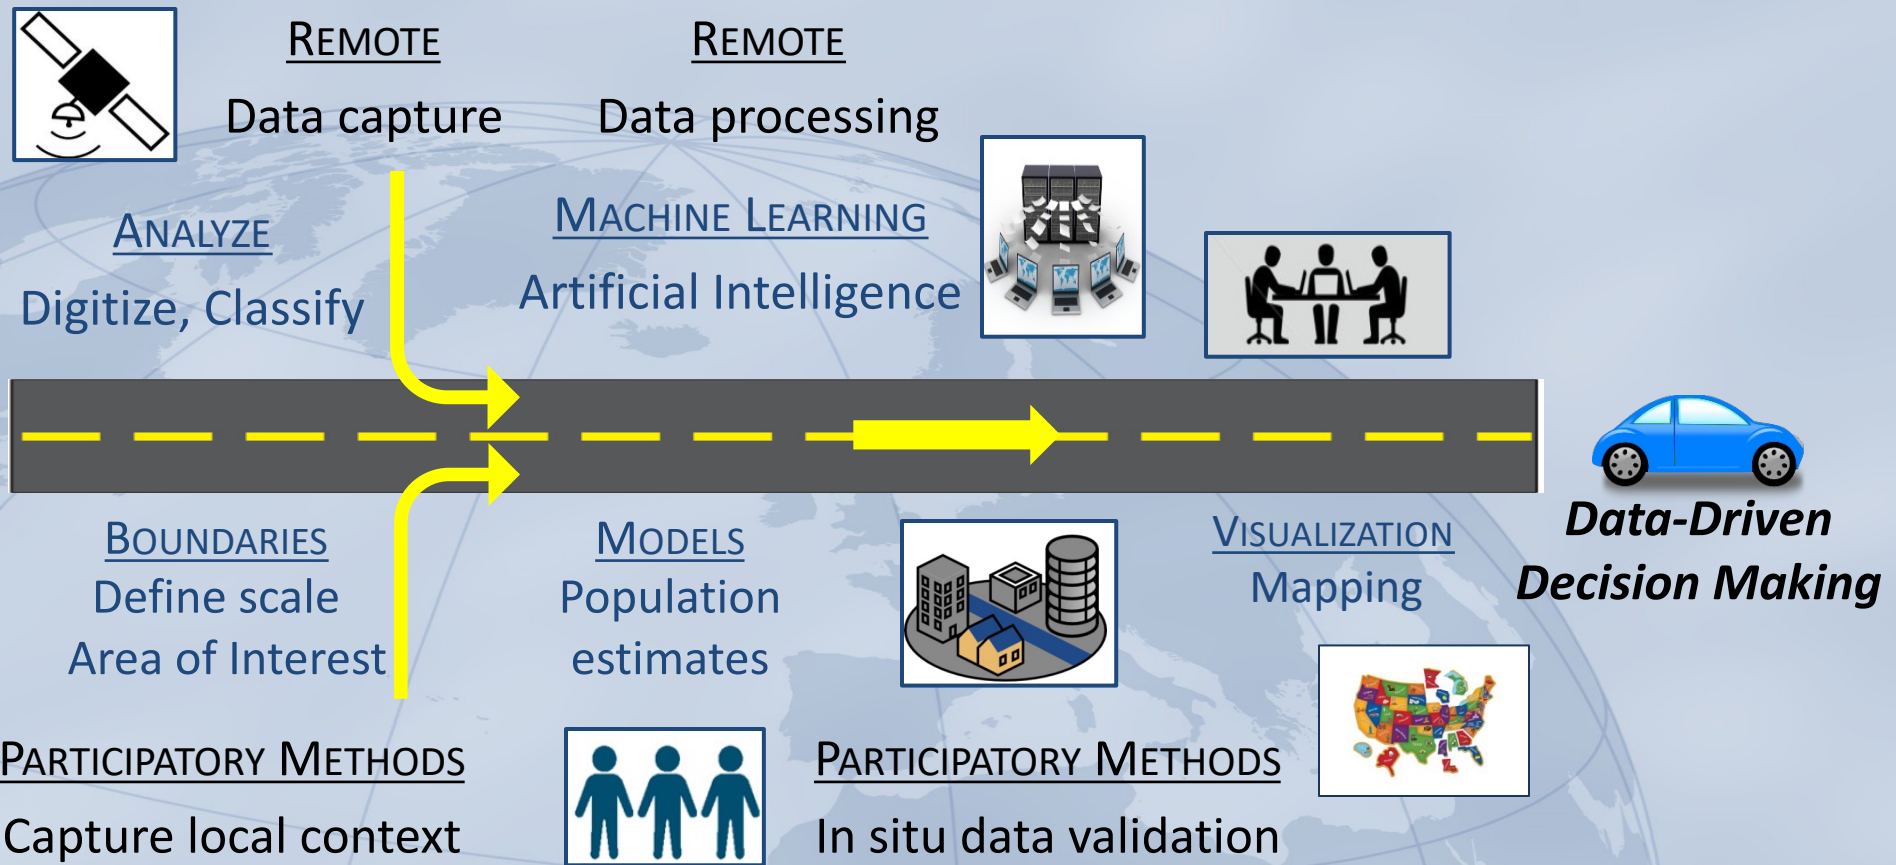 REMOTE
Data capture
REMOTE
Data processing
ANALYZE
Digitize, Classify
MACHINE LEARNING
Artificial Intelligence
BOUNDARIES
Define scale
Area of Interest
MODELS
Population
estimates
VISUALIZATION
Mapping
Data-Driven
Decision Making
PARTICIPATORY METHODS
Capture local context
PARTICIPATORY METHODS
In situ data validation